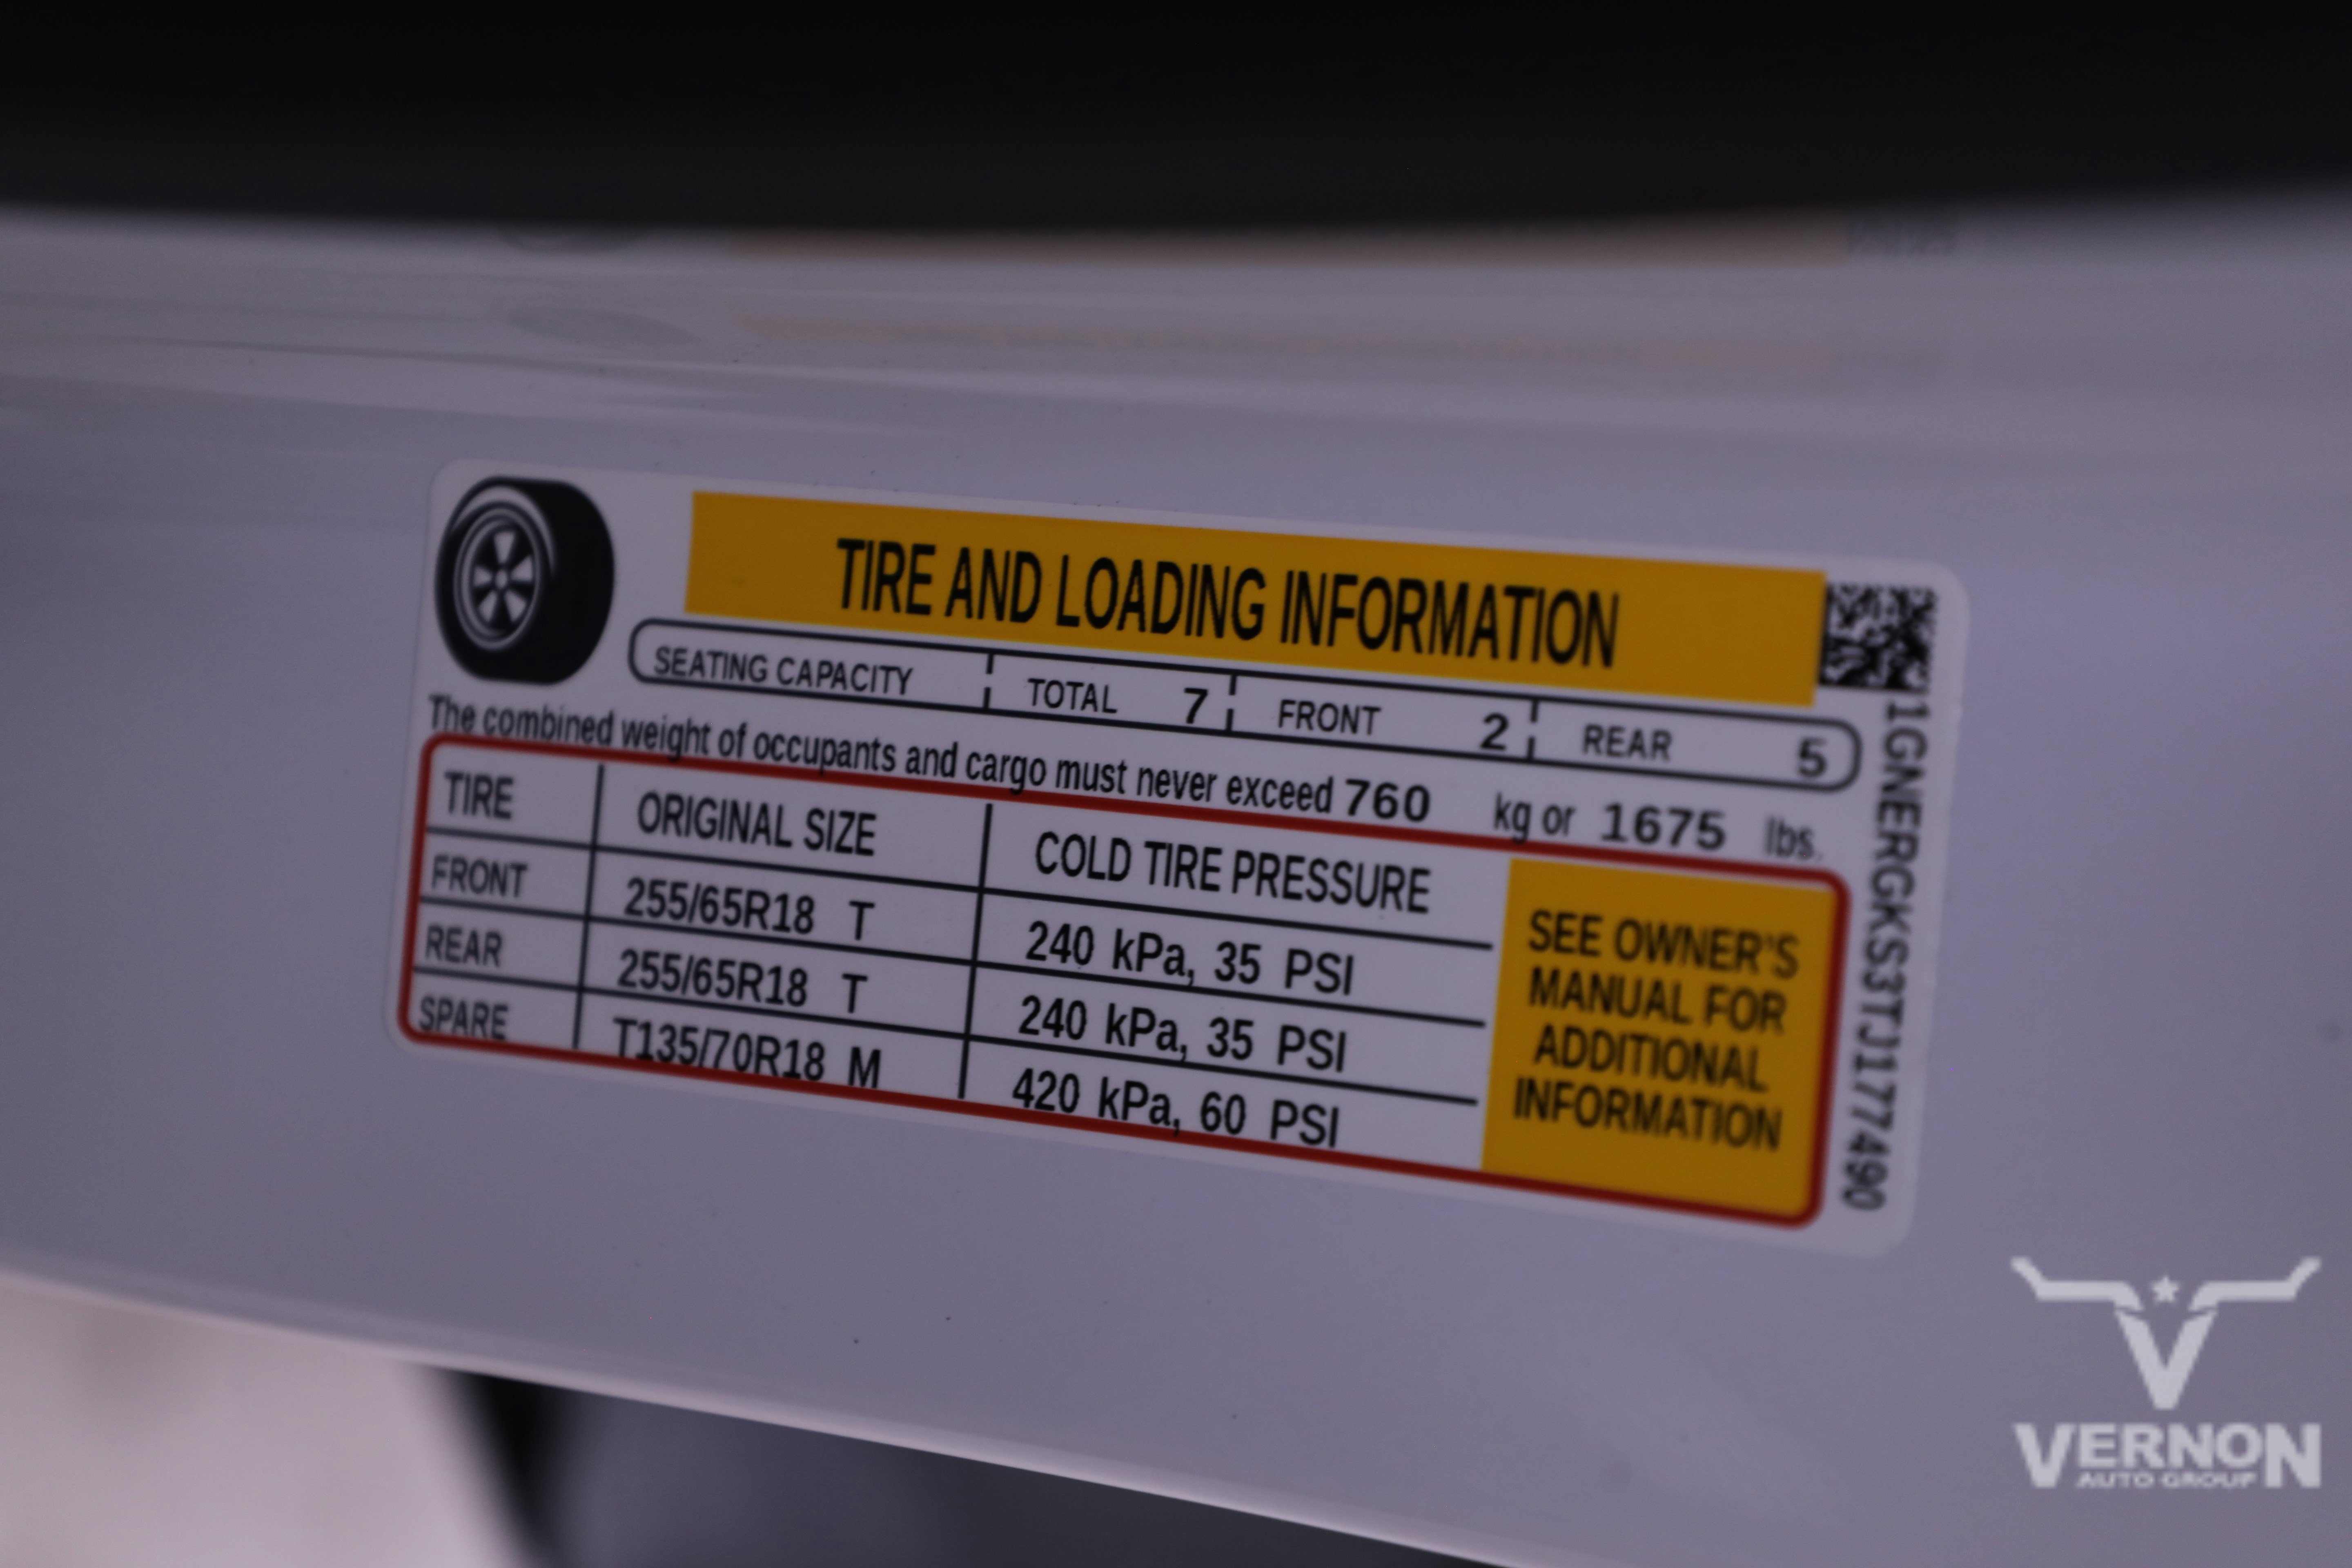 TIRE AND LOADING INFORMATION
SEATING CAPACITY TOTAL 7 FRONT 2 REAR 5
The combined weight of occupants and cargo must never exceed 760 kg or 1675 lbs.
TIRE ORIGINAL SIZE COLD TIRE PRESSURE
FRONT 255/65R18 T 240 kPa, 35 PSI
REAR 255/65R18 T 240 kPa, 35 PSI
SPARE T135/70R18 M 420 kPa, 60 PSI
SEE OWNER'S
MANUAL FOR
ADDITIONAL
INFORMATION
1GNERGKS3TJ177490
VERNON
AUTO GROUP